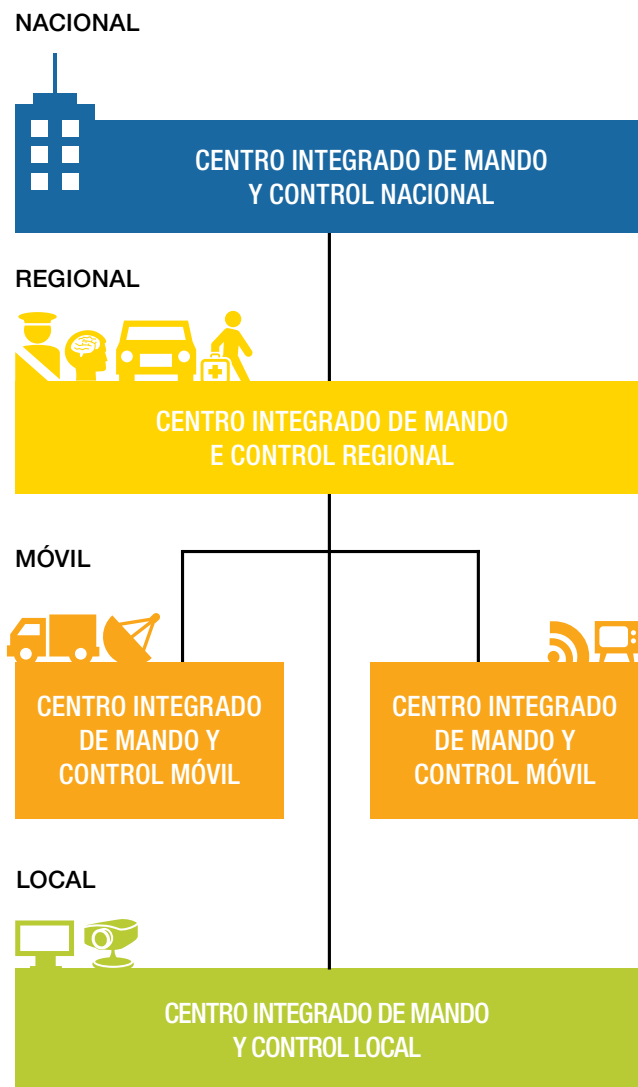 NACIONAL
CENTRO INTEGRADO DE MANDO
Y CONTROL NACIONAL
REGIONAL
CENTRO INTEGRADO DE MANDO
E CONTROL REGIONAL
MÓVIL
CENTRO INTEGRADO
DE MANDO Y
CONTROL MÓVIL
CENTRO INTEGRADO
DE MANDO Y
CONTROL MÓVIL
LOCAL
CENTRO INTEGRADO DE MANDO
Y CONTROL LOCAL